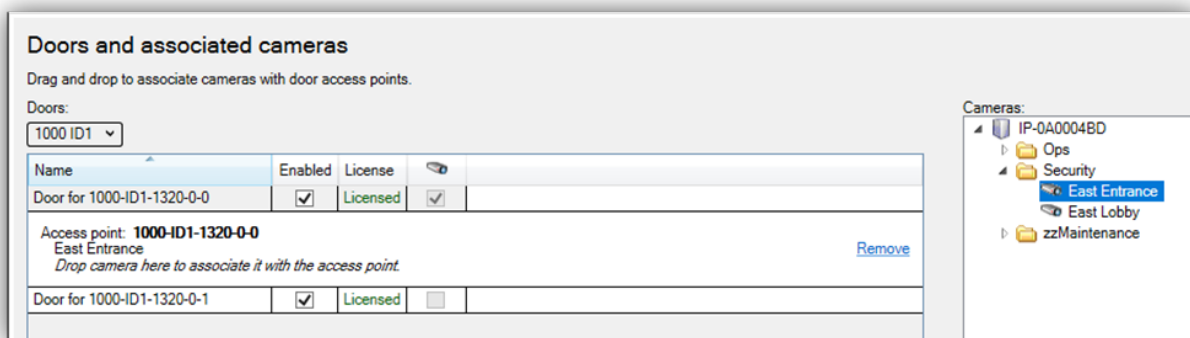 Doors and associated cameras
Drag and drop to associate cameras with door access points.
Doors:
1000 ID1
Name Enabled License
Door for 1000-ID1-1320-0-0 Licensed
Access point: 1000-ID1-1320-0-0
East Entrance
Remove
Drop camera here to associate it with the access point.
Door for 1000-ID1-1320-0-1 Licensed
Cameras:
IP-0A0004BD
Ops
Security
East Entrance
East Lobby
zzMaintenance